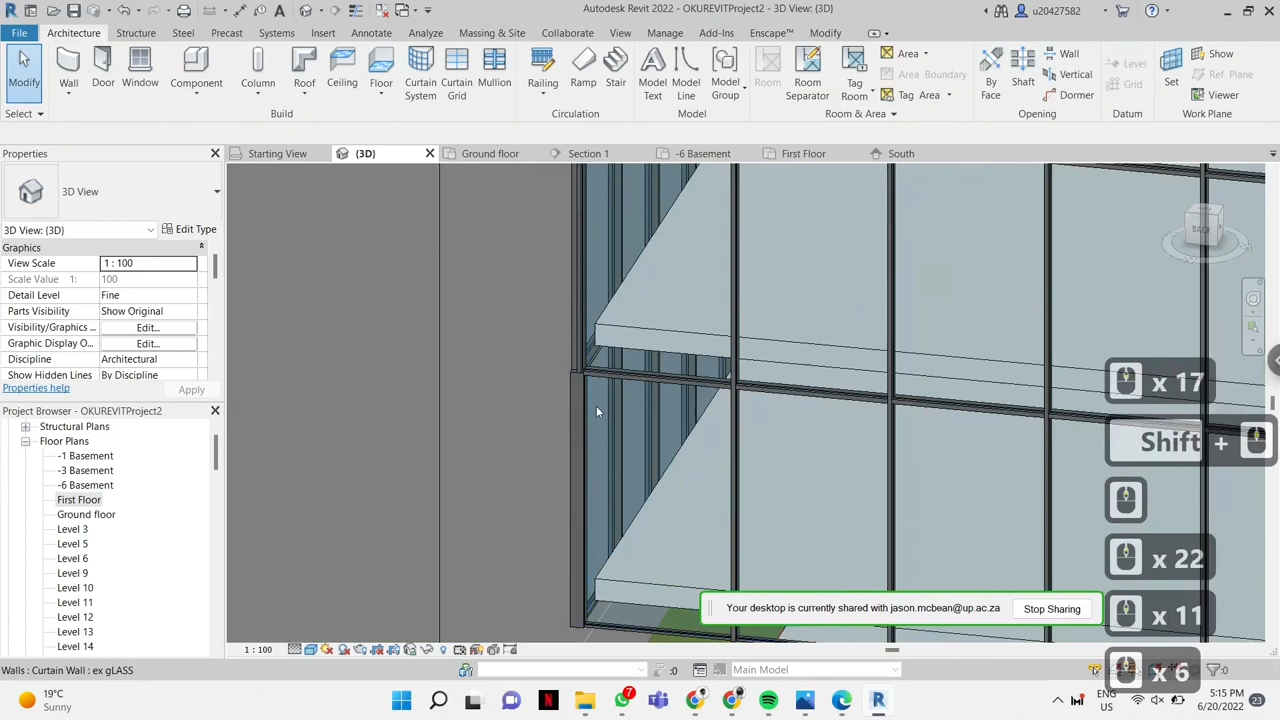 Autodesk Revit 2022 - OKUREVITProject2 - 3D View: {3D}
u20427582
File Architecture Structure Steel Precast Systems Insert Annotate Analyze Massing & Site Collaborate View Manage Add-Ins Enscape™ Modify
Modify Wall Door Window Component Column Roof Ceiling Floor Curtain System Curtain Grid Mullion Railing Ramp Stair Model Text Model Line Model Group Room Room Separator Tag Room
Area
Area Boundary
Tag Area
By Face Shaft Wall Vertical Dormer
Level
Grid
Set Show Ref Plane Viewer
Select Build Circulation Model Room & Area Opening Datum Work Plane
Properties
Starting View {3D} Ground floor Section 1 -6 Basement First Floor South
3D View
3D View: {3D} Edit Type
Graphics
View Scale 1 : 100
Scale Value 1: 100
Detail Level Fine
Parts Visibility Show Original
Visibility/Graphics ... Edit...
Graphic Display O... Edit...
Discipline Architectural
Show Hidden Lines By Discipline
Properties help Apply
Project Browser - OKUREVITProject2
Structural Plans
Floor Plans
-1 Basement
-3 Basement
-6 Basement
First Floor
Ground floor
Level 3
Level 5
Level 6
Level 9
Level 10
Level 11
Level 12
Level 13
Level 14
BACK
x 17
Shift +
x 22
x 11
x 6
Your desktop is currently shared with jason.mcbean@up.ac.za Stop Sharing
1 : 100
Walls : Curtain Wall : ex gLASS
:0 Main Model :0
19°C
Sunny
7
ENG
US
5:15 PM
6/20/2022
23